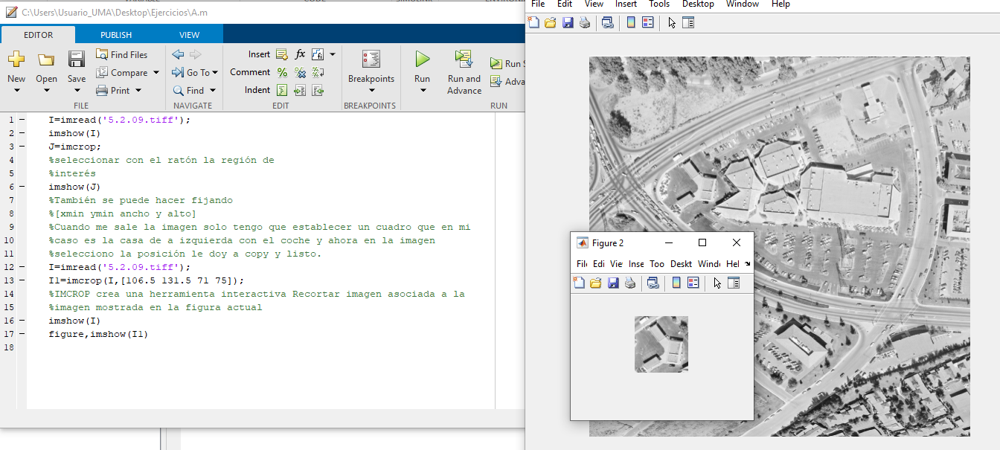 C:\Users\Usuario_UMA\Desktop\Ejercicios\A.m
EDITOR PUBLISH VIEW
New Open Save Find Files Compare Print
FILE
Go To Find
NAVIGATE
Insert fx
Comment
Indent
EDIT
Breakpoints
BREAKPOINTS
Run Run and Advance Run
RUN
1 I=imread('5.2.09.tiff');
2 imshow(I)
3 J=imcrop;
4 %seleccionar con el ratón la región de
5 %interés
6 imshow(J)
7 %También se puede hacer fijando
8 %[xmin ymin ancho y alto]
9 %Cuando me sale la imagen solo tengo que establecer un cuadro que en mi
10 %caso es la casa de a izquierda con el coche y ahora en la imagen
11 %selecciono la posición le doy a copy y listo.
12 I=imread('5.2.09.tiff');
13 I1=imcrop(I,[106.5 131.5 71 75]);
14 %IMCROP crea una herramienta interactiva Recortar imagen asociada a la
15 %imagen mostrada en la figura actual
16 imshow(I)
17 figure,imshow(I1)
18
File Edit View Insert Tools Desktop Window Help
Figure 2
Fil Edi Vie Inse Too Deskt Windo Hel